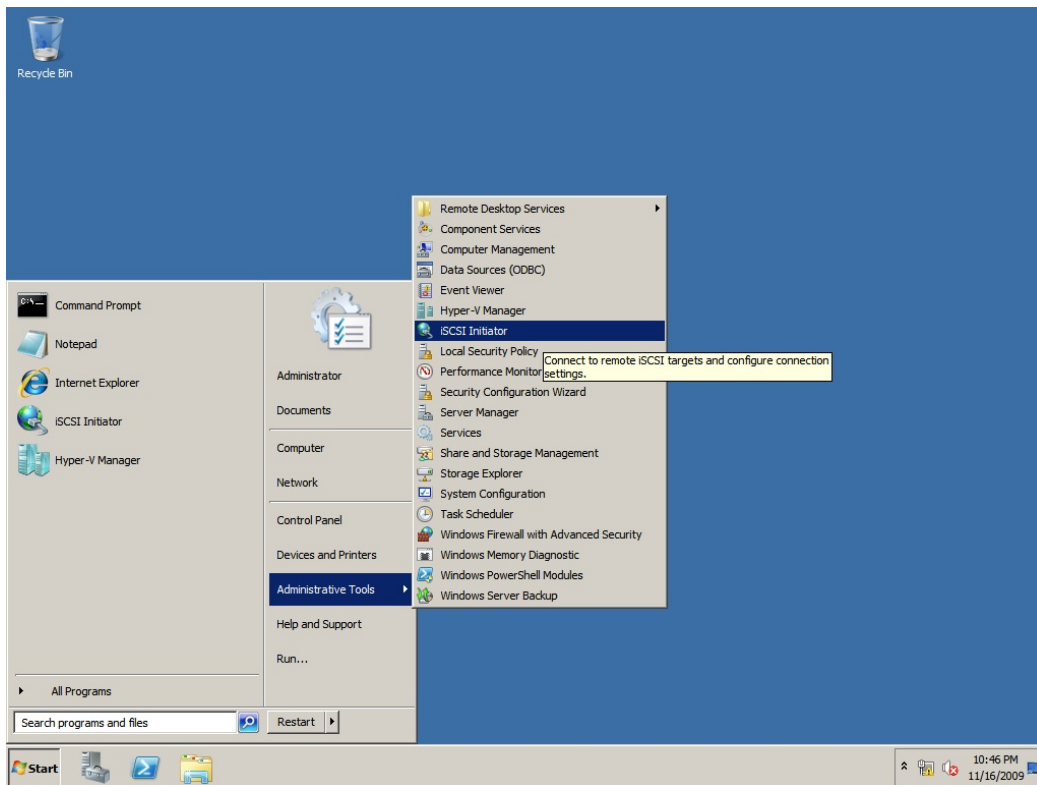 Recycle Bin
Remote Desktop Services
Component Services
Computer Management
Data Sources (ODBC)
Event Viewer
Hyper-V Manager
iSCSI Initiator
Local Security Policy
Performance Monitor
Security Configuration Wizard
Server Manager
Services
Share and Storage Management
Storage Explorer
System Configuration
Task Scheduler
Windows Firewall with Advanced Security
Windows Memory Diagnostic
Windows PowerShell Modules
Windows Server Backup
Connect to remote iSCSI targets and configure connection
settings.
Command Prompt
Notepad
Internet Explorer
iSCSI Initiator
Hyper-V Manager
All Programs
Search programs and files
Administrator
Documents
Computer
Network
Control Panel
Devices and Printers
Administrative Tools
Help and Support
Run...
Restart
Start
10:46 PM
11/16/2009